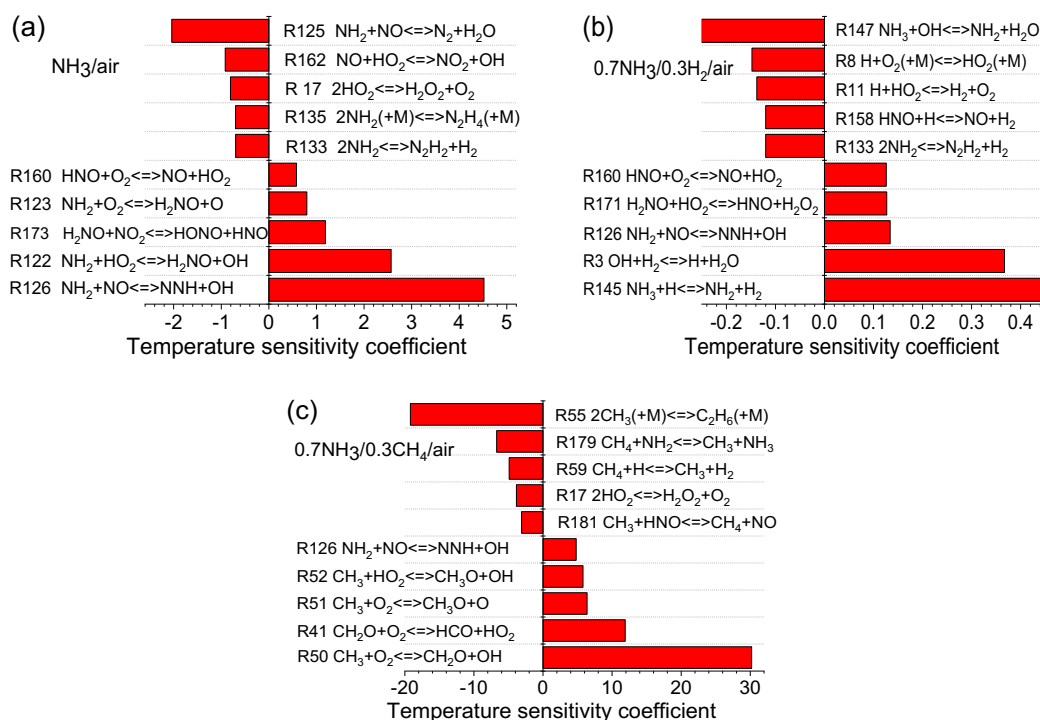 (a)
NH₃/air
R125 NH₂+NO<=>N₂+H₂O
R162 NO+HO₂<=>NO₂+OH
R 17 2HO₂<=>H₂O₂+O₂
R135 2NH₂(+M)<=>N₂H₄(+M)
R133 2NH₂<=>N₂H₂+H₂
R160 HNO+O₂<=>NO+HO₂
R123 NH₂+O₂<=>H₂NO+O
R173 H₂NO+NO₂<=>HONO+HNO
R122 NH₂+HO₂<=>H₂NO+OH
R126 NH₂+NO<=>NNH+OH
-2 -1 0 1 2 3 4 5
Temperature sensitivity coefficient
(b)
0.7NH₃/0.3H₂/air
R147 NH₃+OH<=>NH₂+H₂O
R8 H+O₂(+M)<=>HO₂(+M)
R11 H+HO₂<=>H₂+O₂
R158 HNO+H<=>NO+H₂
R133 2NH₂<=>N₂H₂+H₂
R160 HNO+O₂<=>NO+HO₂
R171 H₂NO+HO₂<=>HNO+H₂O₂
R126 NH₂+NO<=>NNH+OH
R3 OH+H₂<=>H+H₂O
R145 NH₃+H<=>NH₂+H₂
-0.2 -0.1 0.0 0.1 0.2 0.3 0.4
Temperature sensitivity coefficient
(c)
0.7NH₃/0.3CH₄/air
R55 2CH₃(+M)<=>C₂H₆(+M)
R179 CH₄+NH₂<=>CH₃+NH₃
R59 CH₄+H<=>CH₃+H₂
R17 2HO₂<=>H₂O₂+O₂
R181 CH₃+HNO<=>CH₄+NO
R126 NH₂+NO<=>NNH+OH
R52 CH₃+HO₂<=>CH₃O+OH
R51 CH₃+O₂<=>CH₃O+O
R41 CH₂O+O₂<=>HCO+HO₂
R50 CH₃+O₂<=>CH₂O+OH
-20 -10 0 10 20 30
Temperature sensitivity coefficient